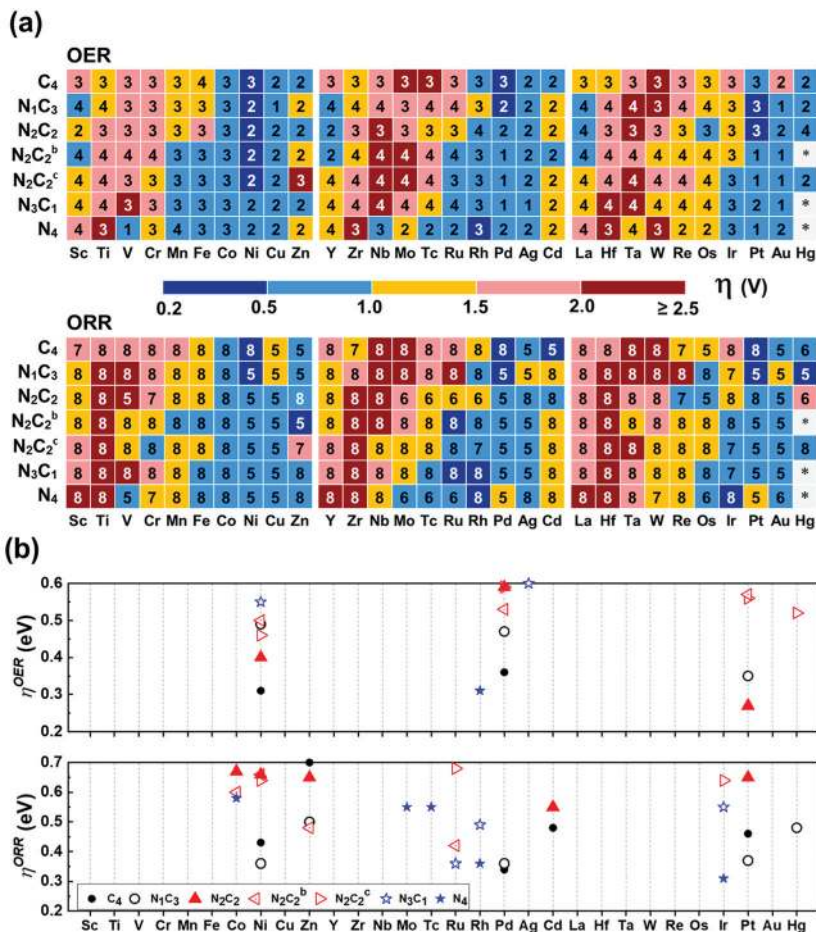 (a)
OER
C4 3 3 3 3 3 4 3 3 2 2 3 3 3 3 3 3 3 3 2 2 3 3 3 3 3 3 3 3 2 2
N1C3 4 4 3 3 3 3 3 2 1 2 4 4 4 3 4 4 3 2 2 2 4 4 4 3 4 4 3 3 1 2
N2C2 2 3 3 3 3 3 3 2 2 2 2 3 3 3 3 3 4 2 2 2 4 3 3 3 3 3 3 3 2 4
N2C2b 4 4 4 4 3 3 3 2 2 2 4 4 4 4 4 3 3 1 2 2 4 4 4 4 4 4 3 1 1 *
N2C2c 4 4 3 3 3 3 3 2 2 3 4 4 4 4 4 4 3 1 2 2 4 4 4 4 4 4 3 1 1 2
N3C1 4 4 3 3 3 3 3 2 2 2 4 4 4 4 4 4 3 1 1 2 4 4 4 4 4 4 3 2 1 *
N4 4 3 1 3 4 3 3 2 2 2 4 3 3 2 2 2 3 1 2 2 4 3 4 3 2 2 3 1 2 *
Sc Ti V Cr Mn Fe Co Ni Cu Zn Y Zr Nb Mo Tc Ru Rh Pd Ag Cd La Hf Ta W Re Os Ir Pt Au Hg
0.2 0.5 1.0 1.5 2.0 ≥ 2.5 η (V)
ORR
C4 7 8 8 8 8 8 8 8 5 5 8 7 8 8 8 8 8 8 5 5 8 8 8 8 7 5 8 8 5 6
N1C3 8 8 8 8 8 8 8 5 5 5 8 8 8 8 8 8 8 5 5 8 8 8 8 8 8 8 7 5 5 5
N2C2 8 8 5 7 8 8 8 5 5 8 8 8 8 6 6 6 6 5 5 8 8 8 8 8 7 5 8 8 5 6
N2C2b 8 8 8 8 8 8 8 5 5 5 8 8 8 8 8 8 8 5 5 8 8 8 8 8 8 8 8 5 5 *
N2C2c 8 8 8 8 8 8 8 5 5 7 8 8 8 8 8 8 7 5 5 8 8 8 8 8 8 8 7 5 5 8
N3C1 8 8 8 8 8 8 8 5 5 8 8 8 8 8 8 8 8 5 5 8 8 8 8 8 8 8 7 5 5 *
N4 8 8 5 7 8 8 8 5 5 8 8 8 8 6 6 6 8 5 8 8 8 8 8 7 8 8 8 5 6 *
Sc Ti V Cr Mn Fe Co Ni Cu Zn Y Zr Nb Mo Tc Ru Rh Pd Ag Cd La Hf Ta W Re Os Ir Pt Au Hg
(b)
0.6
0.5
0.4
0.3
0.2
ηOER (eV)
0.7
0.6
0.5
0.4
0.3
0.2
ηORR (eV)
C4 N1C3 N2C2 N2C2b N2C2c N3C1 N4
Sc Ti V Cr Mn Fe Co Ni Cu Zn Y Zr Nb Mo Tc Ru Rh Pd Ag Cd La Hf Ta W Re Os Ir Pt Au Hg